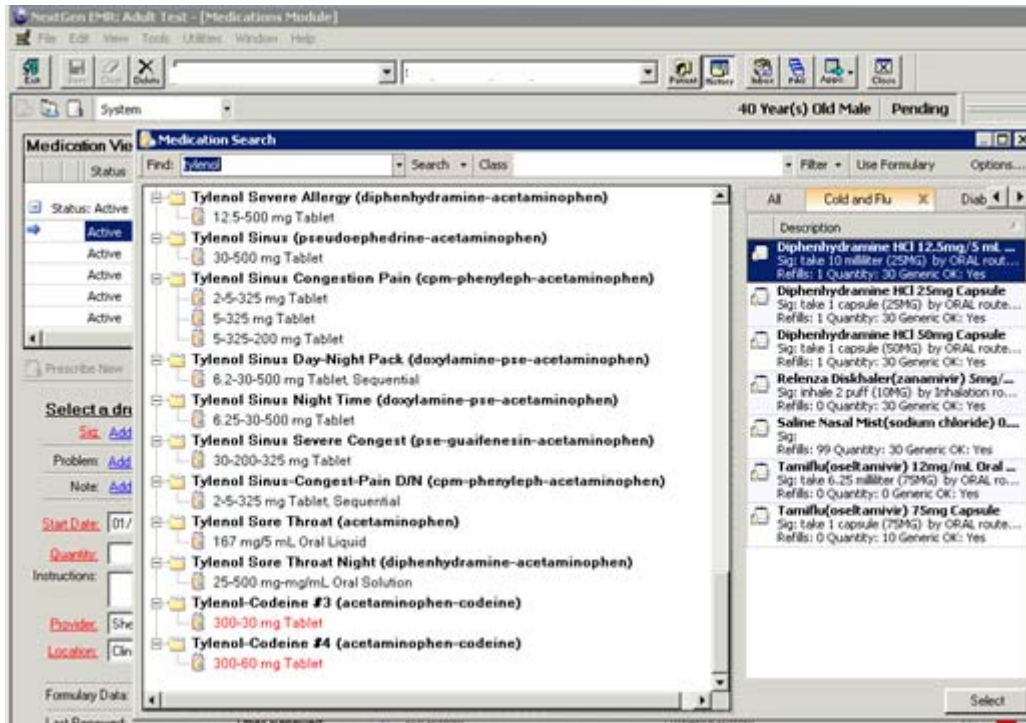 NextGen EMR: Adult Test - [Medications Module]
File Edit View Tools Utilities Window Help
Exit Save Clear Delete Patient History Inbox PAQ Apps Close
System
40 Year(s) Old Male Pending
Medication Vie
Status
Status: Active
Active
Active
Active
Active
Active
Prescribe New
Select a dru
Sig: Add
Problem: Add
Note: Add
Start Date: 01/
Quantity:
Instructions:
Provider: She
Location: Clin
Formulary Data:
Medication Search
Find: tylenol Search Class Filter Use Formulary Options...
Tylenol Severe Allergy (diphenhydramine-acetaminophen)
12.5-500 mg Tablet
Tylenol Sinus (pseudoephedrine-acetaminophen)
30-500 mg Tablet
Tylenol Sinus Congestion Pain (cpm-phenyleph-acetaminophen)
2-5-325 mg Tablet
5-325 mg Tablet
5-325-200 mg Tablet
Tylenol Sinus Day-Night Pack (doxylamine-pse-acetaminophen)
6.2-30-500 mg Tablet, Sequential
Tylenol Sinus Night Time (doxylamine-pse-acetaminophen)
6.25-30-500 mg Tablet
Tylenol Sinus Severe Congest (pse-guaifenesin-acetaminophen)
30-200-325 mg Tablet
Tylenol Sinus-Congest-Pain D/N (cpm-phenyleph-acetaminophen)
2-5-325 mg Tablet, Sequential
Tylenol Sore Throat (acetaminophen)
167 mg/5 mL Oral Liquid
Tylenol Sore Throat Night (diphenhydramine-acetaminophen)
25-500 mg-mg/mL Oral Solution
Tylenol-Codeine #3 (acetaminophen-codeine)
300-30 mg Tablet
Tylenol-Codeine #4 (acetaminophen-codeine)
300-60 mg Tablet
All Cold and Flu X Diab
Description
Diphenhydramine HCl 12.5mg/5 mL ...
Sig: take 10 milliliter (25MG) by ORAL rout...
Refills: 1 Quantity: 30 Generic OK: Yes
Diphenhydramine HCl 25mg Capsule
Sig: take 1 capsule (25MG) by ORAL route...
Refills: 1 Quantity: 30 Generic OK: Yes
Diphenhydramine HCl 50mg Capsule
Sig: take 1 capsule (50MG) by ORAL route...
Refills: 1 Quantity: 30 Generic OK: Yes
Relenza Diskhaler(zanamivir) 5mg/...
Sig: inhale 2 puff (10MG) by Inhalation ro...
Refills: 0 Quantity: 30 Generic OK: Yes
Saline Nasal Mist(sodium chloride) 0....
Sig:
Refills: 99 Quantity: 30 Generic OK: Yes
Tamiflu(oseltamivir) 12mg/mL Oral ...
Sig: take 6.25 milliliter (75MG) by ORAL ro...
Refills: 0 Quantity: 0 Generic OK: Yes
Tamiflu(oseltamivir) 75mg Capsule
Sig: take 1 capsule (75MG) by ORAL route...
Refills: 0 Quantity: 10 Generic OK: Yes
Select